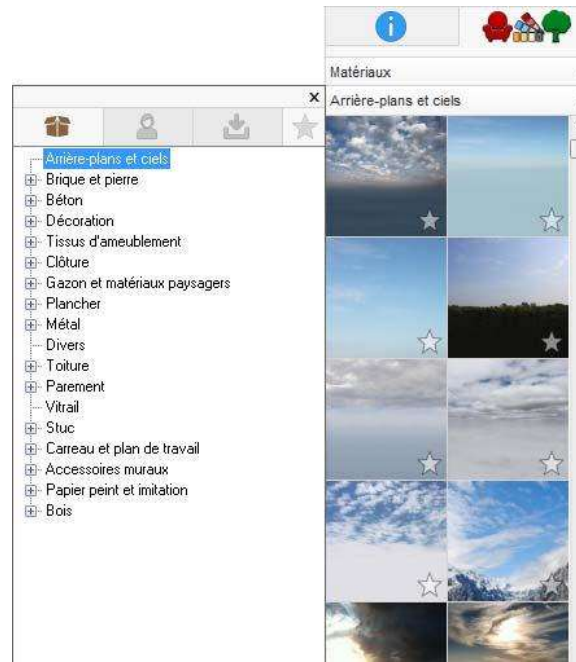 Matériaux
Arrière-plans et ciels
x
Arrière-plans et ciels
Brique et pierre
Béton
Décoration
Tissus d'ameublement
Clôture
Gazon et matériaux paysagers
Plancher
Métal
Divers
Toiture
Parement
Vitrail
Stuc
Carreau et plan de travail
Accessoires muraux
Papier peint et imitation
Bois